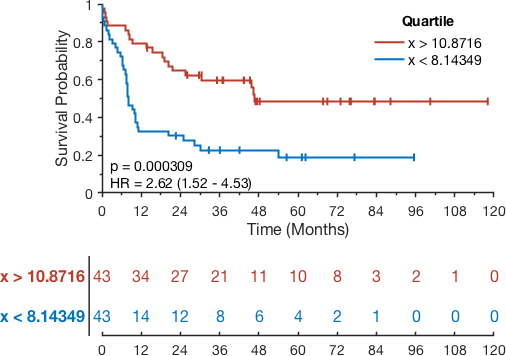 Survival Probability
1
0.8
0.6
0.4
0.2
0
Quartile
x > 10.8716
x < 8.14349
p = 0.000309
HR = 2.62 (1.52 - 4.53)
0 12 24 36 48 60 72 84 96 108 120
Time (Months)
x > 10.8716 43 34 27 21 11 10 8 3 2 1 0
x < 8.14349 43 14 12 8 6 4 2 1 0 0 0
0 12 24 36 48 60 72 84 96 108 120